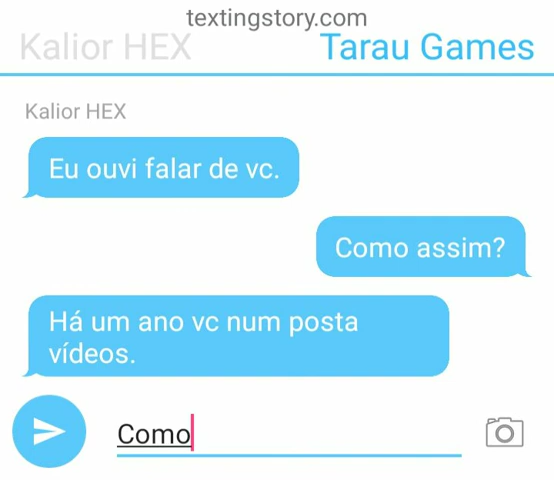 textingstory.com
Kalior HEX
Tarau Games
Kalior HEX
Eu ouvi falar de vc.
Como assim?
Há um ano vc num posta
vídeos.
Como